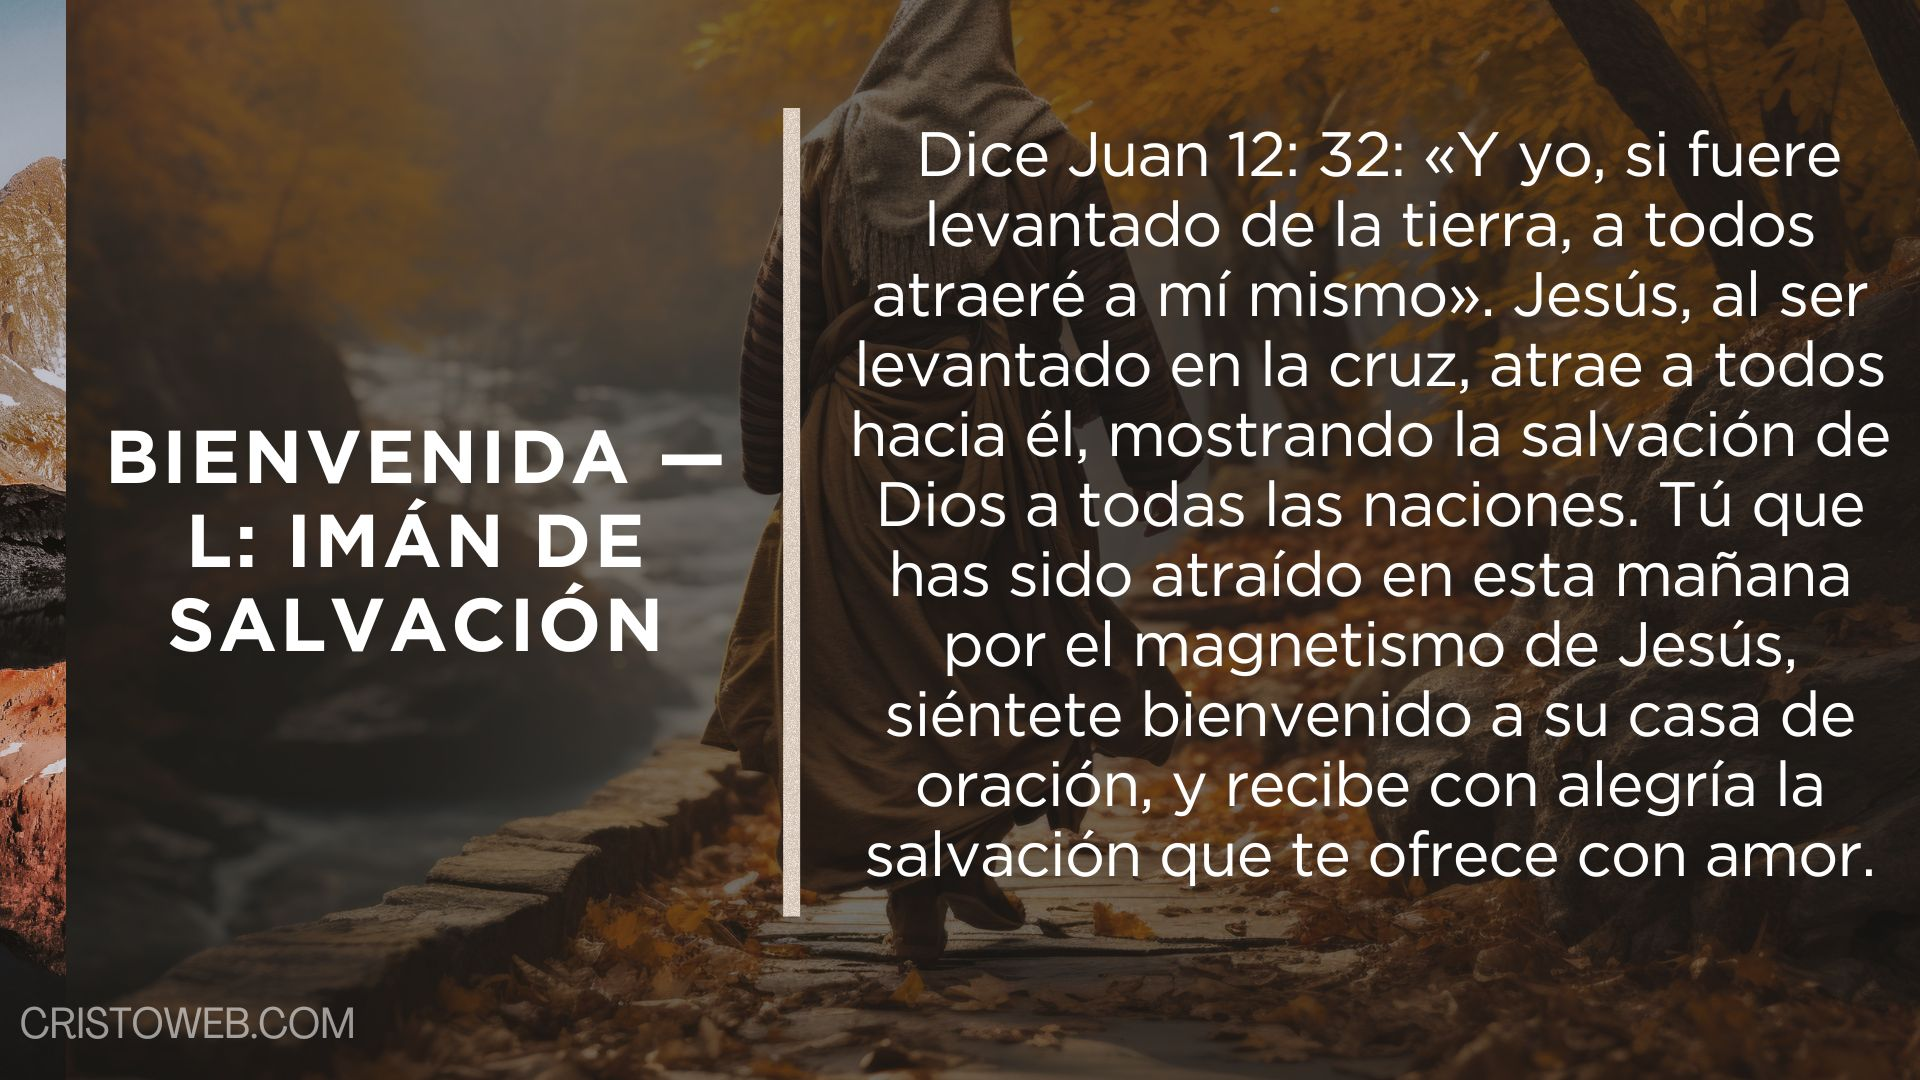 BIENVENIDA —
L: IMÁN DE
SALVACIÓN
Dice Juan 12: 32: «Y yo, si fuere
levantado de la tierra, a todos
atraeré a mí mismo». Jesús, al ser
levantado en la cruz, atrae a todos
hacia él, mostrando la salvación de
Dios a todas las naciones. Tú que
has sido atraído en esta mañana
por el magnetismo de Jesús,
siéntete bienvenido a su casa de
oración, y recibe con alegría la
salvación que te ofrece con amor.
CRISTOWEB.COM